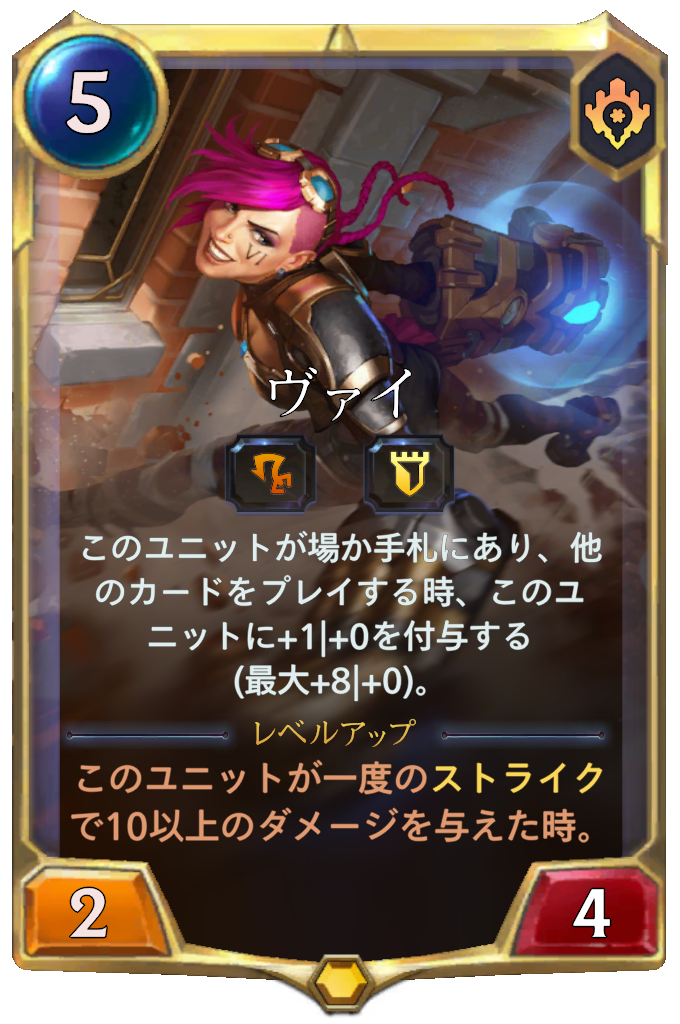 5
VI
ヴァイ
このユニットが場か手札にあり、他
のカードをプレイする時、このユ
ニットに+1|+0を付与する
(最大+8|+0)。
レベルアップ
このユニットが一度のストライク
で10以上のダメージを与えた時。
2
4